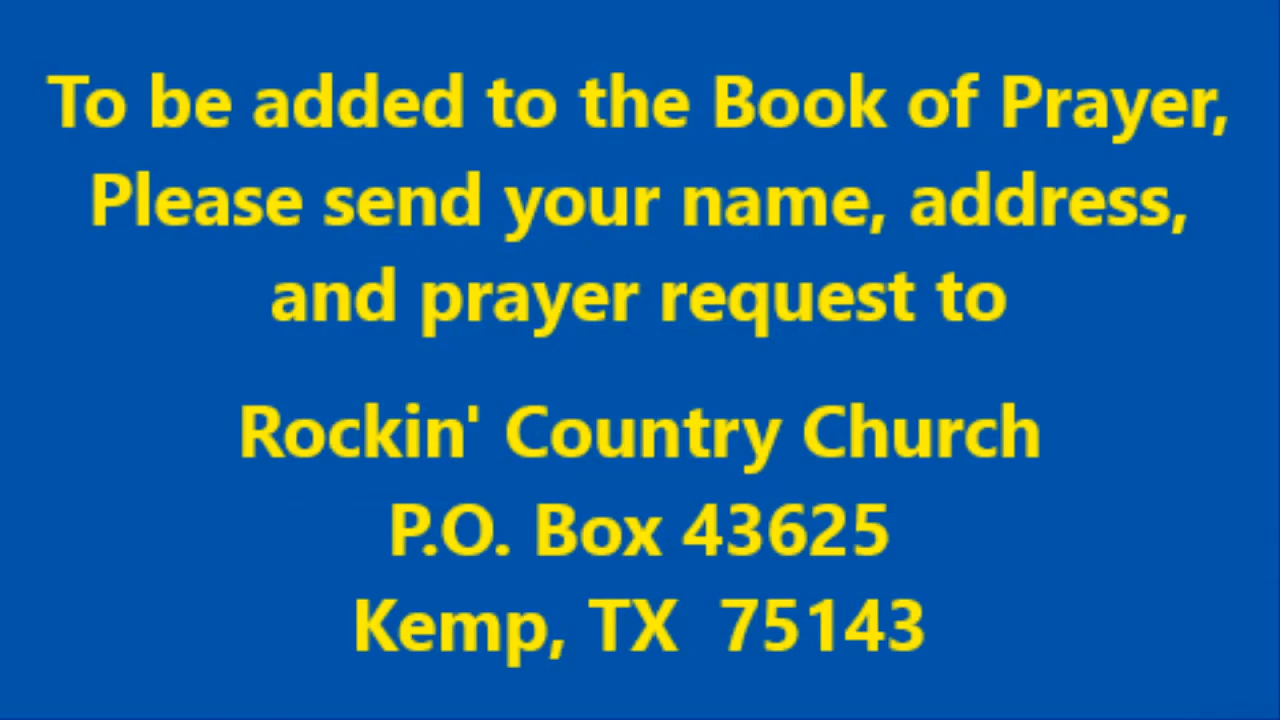 To be added to the Book of Prayer,
Please send your name, address,
and prayer request to
Rockin' Country Church
P.O. Box 43625
Kemp, TX  75143